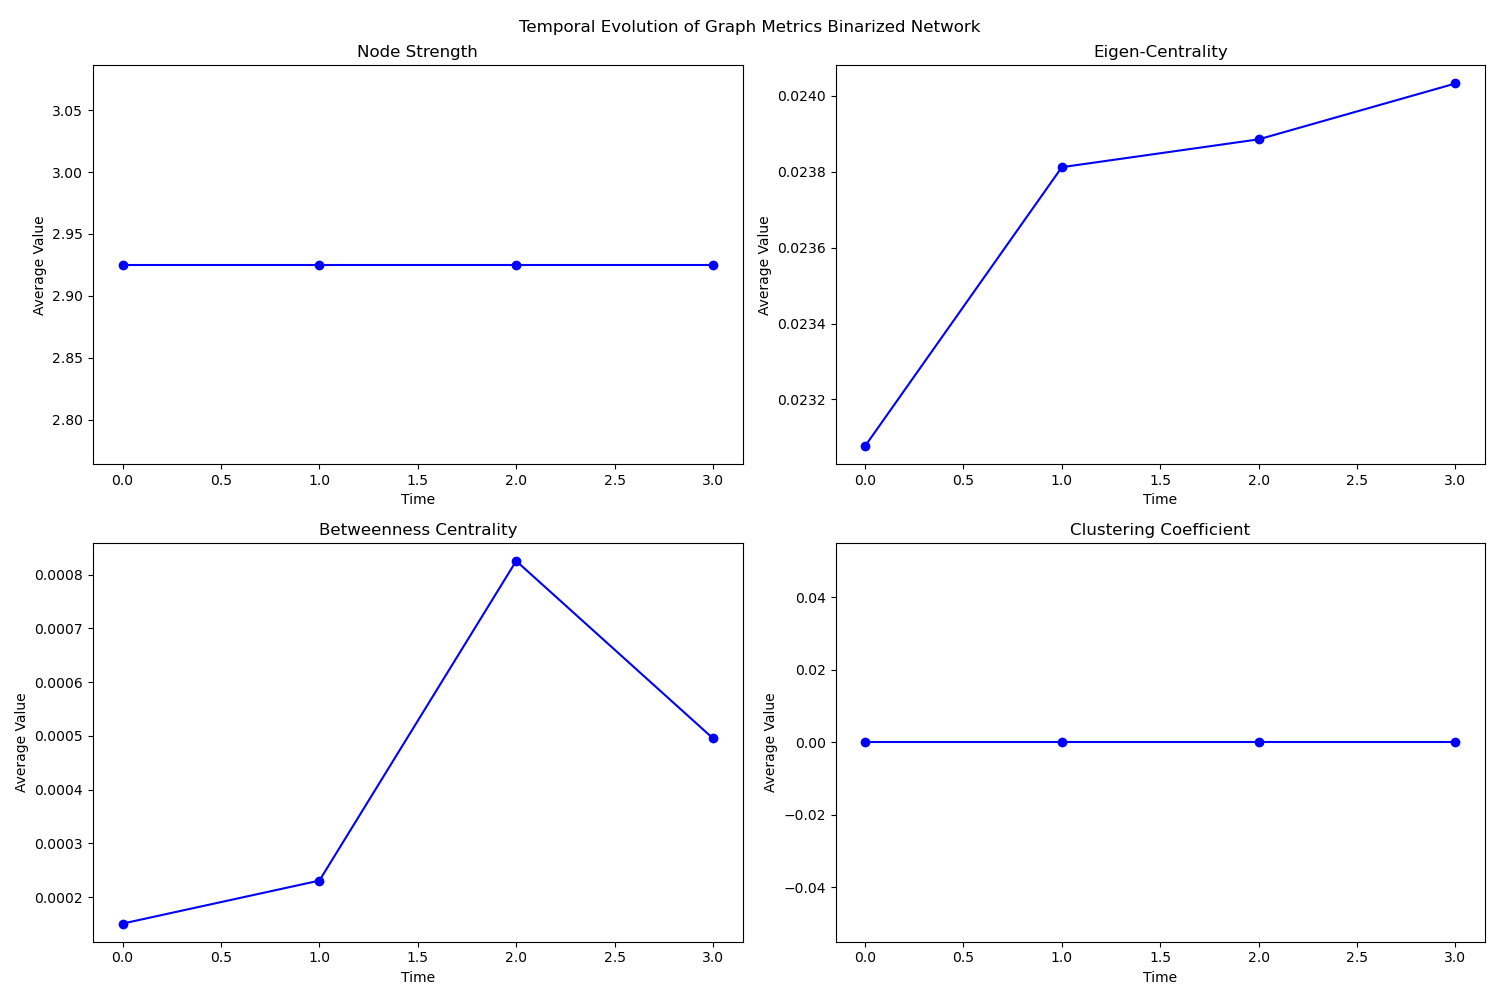 Temporal Evolution of Graph Metrics Binarized Network
Node Strength
Average Value
3.05
3.00
2.95
2.90
2.85
2.80
0.0 0.5 1.0 1.5 2.0 2.5 3.0
Time
Eigen-Centrality
Average Value
0.0240
0.0238
0.0236
0.0234
0.0232
0.0 0.5 1.0 1.5 2.0 2.5 3.0
Time
Betweenness Centrality
Average Value
0.0008
0.0007
0.0006
0.0005
0.0004
0.0003
0.0002
0.0 0.5 1.0 1.5 2.0 2.5 3.0
Time
Clustering Coefficient
Average Value
0.04
0.02
0.00
−0.02
−0.04
0.0 0.5 1.0 1.5 2.0 2.5 3.0
Time